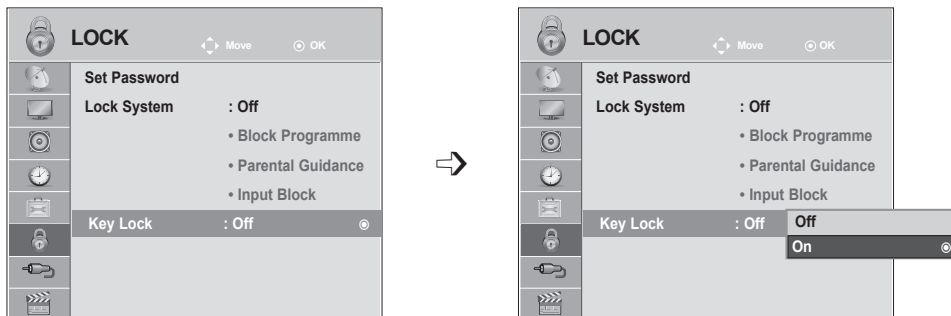 LOCK Move OK
Set Password
Lock System : Off
• Block Programme
• Parental Guidance
• Input Block
Key Lock : Off
LOCK Move OK
Set Password
Lock System : Off
• Block Programme
• Parental Guidance
• Input Block
Key Lock : Off
Off
On